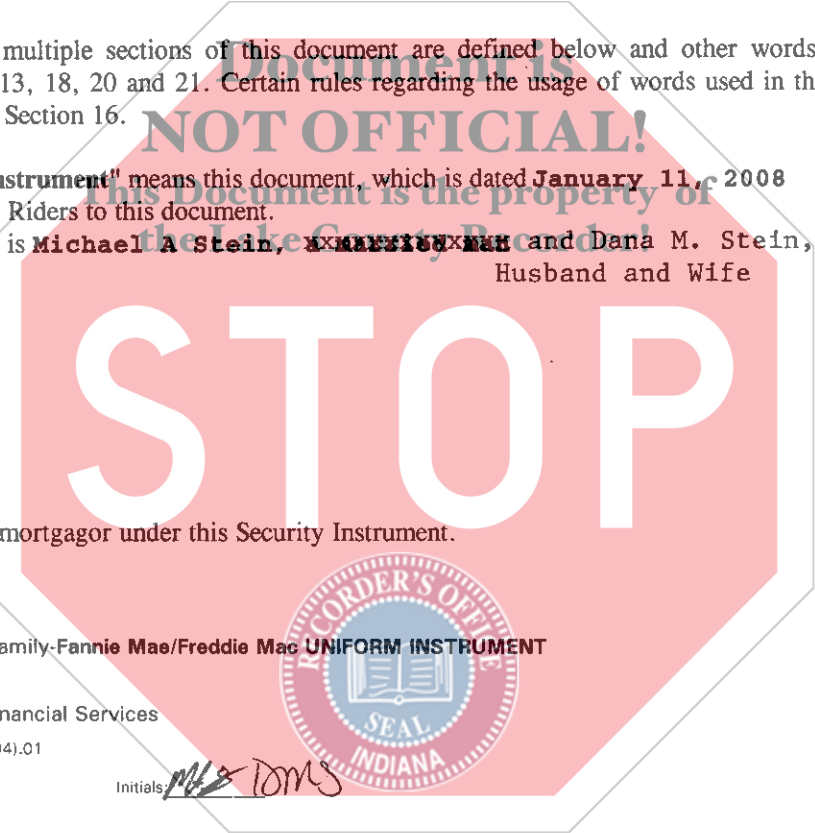 multiple sections of this document are defined below and other words
13, 18, 20 and 21. Certain rules regarding the usage of words used in th
Section 16.
Document is
NOT OFFICIAL!
This Document is the property of
the Lake County Recorder!
nstrument" means this document, which is dated January 11, 2008
Riders to this document.
is Michael A Stein, and Dana M. Stein,
Husband and Wife
STOP
mortgagor under this Security Instrument.
RECORDER'S OFFICE
SEAL
INDIANA
amily-Fannie Mae/Freddie Mac UNIFORM INSTRUMENT
nancial Services
04).01
Initials: DMS